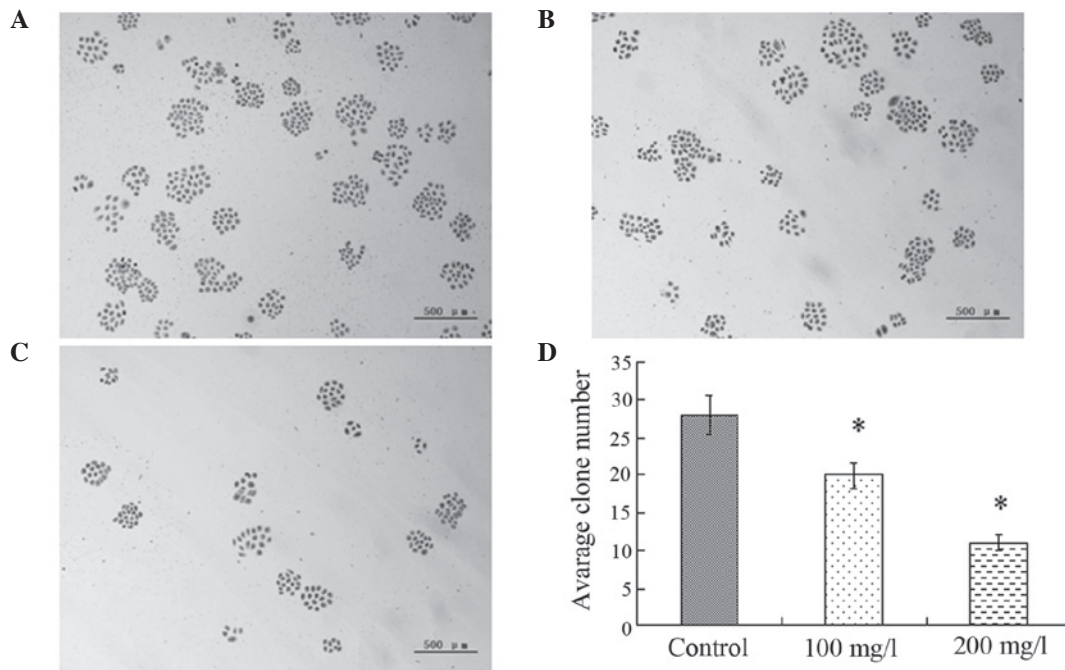 A
B
500 μm
500 μm
C
D
500 μm
Avarage clone number
35
30
25
20
15
10
5
0
*
*
Control
100 mg/l
200 mg/l